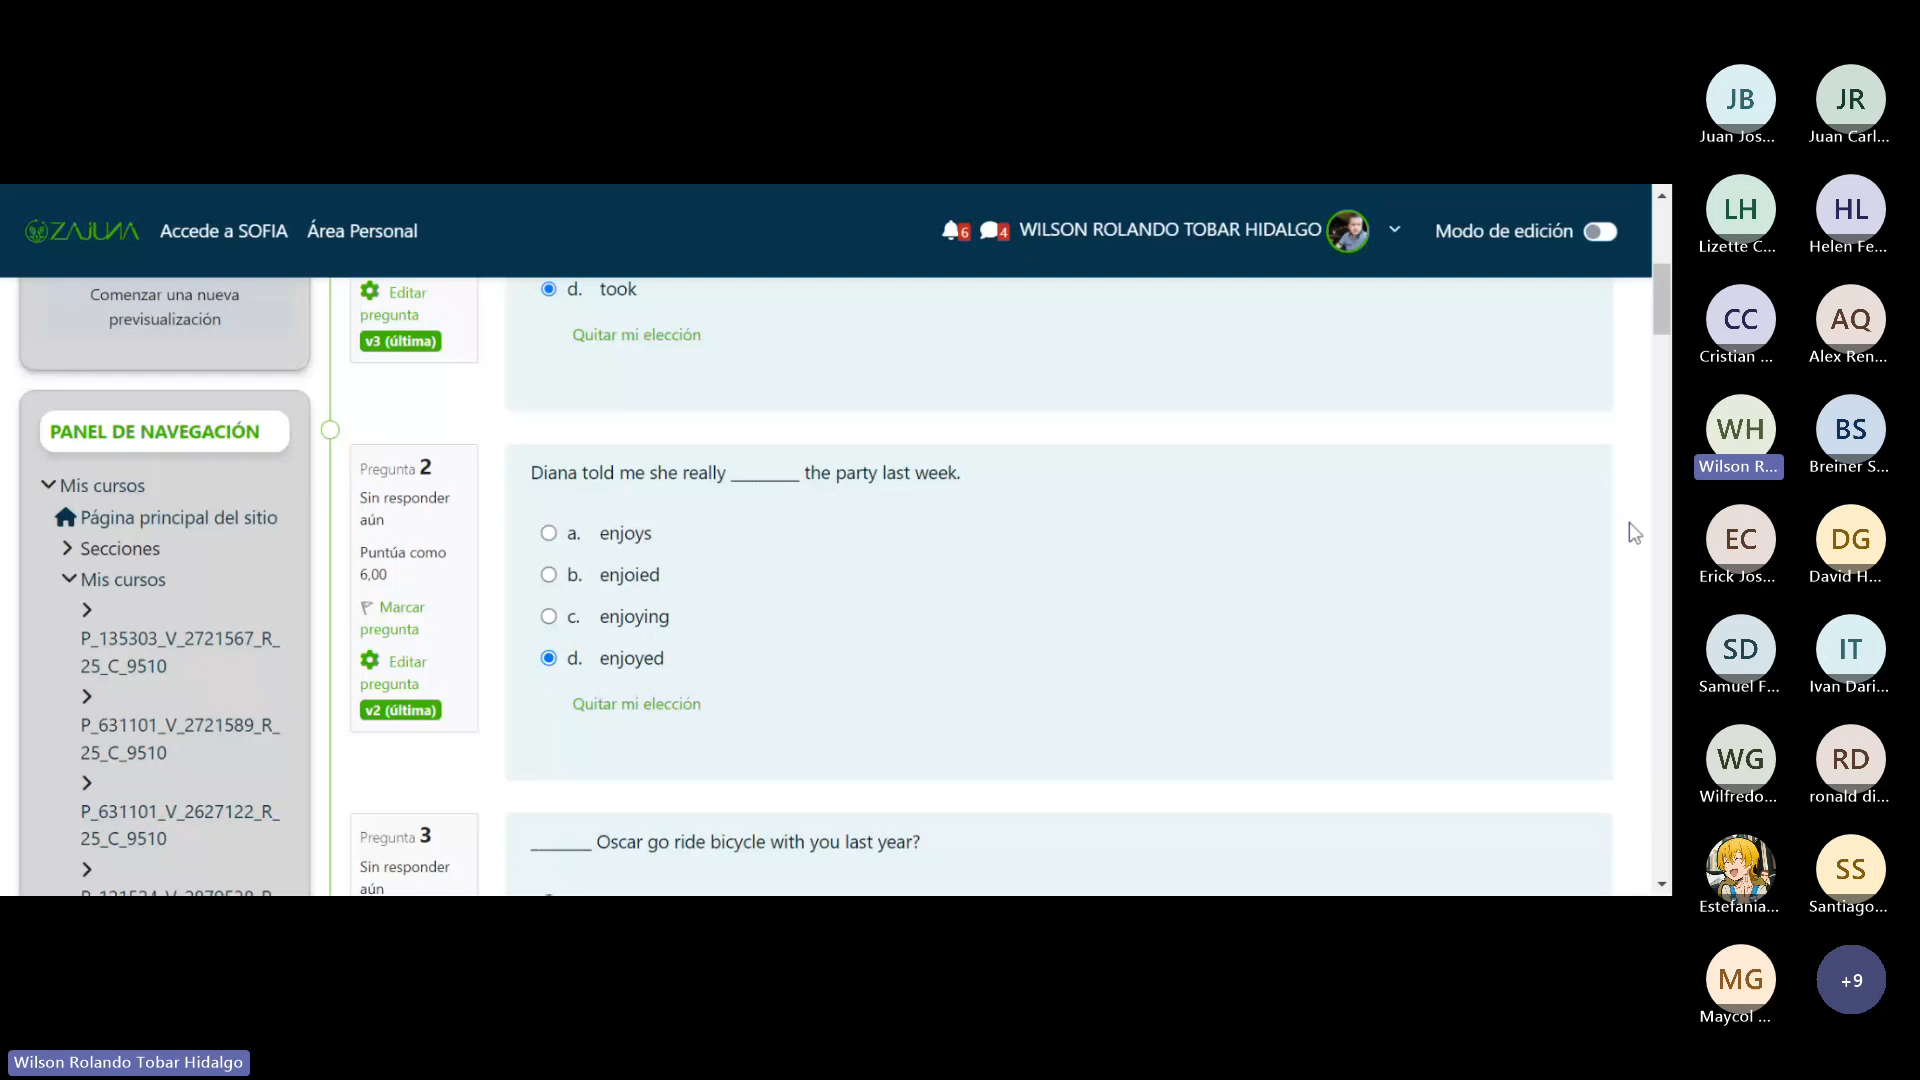 ZAJUNA Accede a SOFIA Área Personal 6 4 WILSON ROLANDO TOBAR HIDALGO Modo de edición
Comenzar una nueva
previsualización
PANEL DE NAVEGACIÓN
Mis cursos
Página principal del sitio
Secciones
Mis cursos
P_135303_V_2721567_R_
25_C_9510
P_631101_V_2721589_R_
25_C_9510
P_631101_V_2627122_R_
25_C_9510
Editar
pregunta
v3 (última)
d. took
Quitar mi elección
Pregunta 2
Sin responder
aún
Puntúa como
6,00
Marcar
pregunta
Editar
pregunta
v2 (última)
Diana told me she really ________ the party last week.
a. enjoys
b. enjoied
c. enjoying
d. enjoyed
Quitar mi elección
Pregunta 3
Sin responder
aún
_______ Oscar go ride bicycle with you last year?
JB
Juan Jos...
JR
Juan Carl...
LH
Lizette C...
HL
Helen Fe...
CC
Cristian ...
AQ
Alex Ren...
WH
Wilson R...
BS
Breiner S...
EC
Erick Jos...
DG
David H...
SD
Samuel F...
IT
Ivan Dari...
WG
Wilfredo...
RD
ronald di...
Estefania...
SS
Santiago...
MG
Maycol ...
+9
Wilson Rolando Tobar Hidalgo